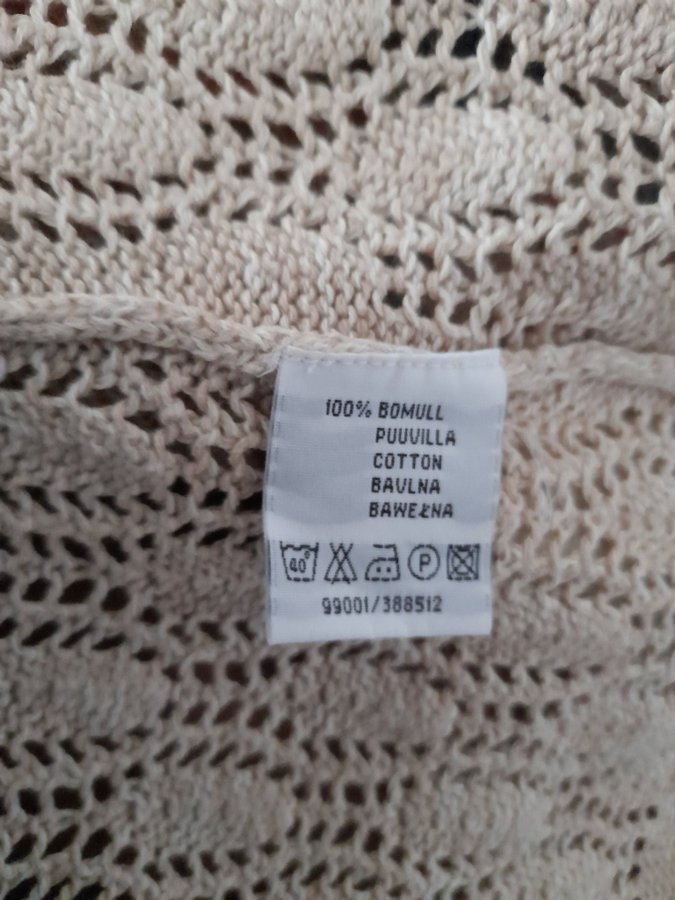 100% BOMULL
PUUVILLA
COTTON
BAVLNA
BAWEŁNA
40° P
99001/388512